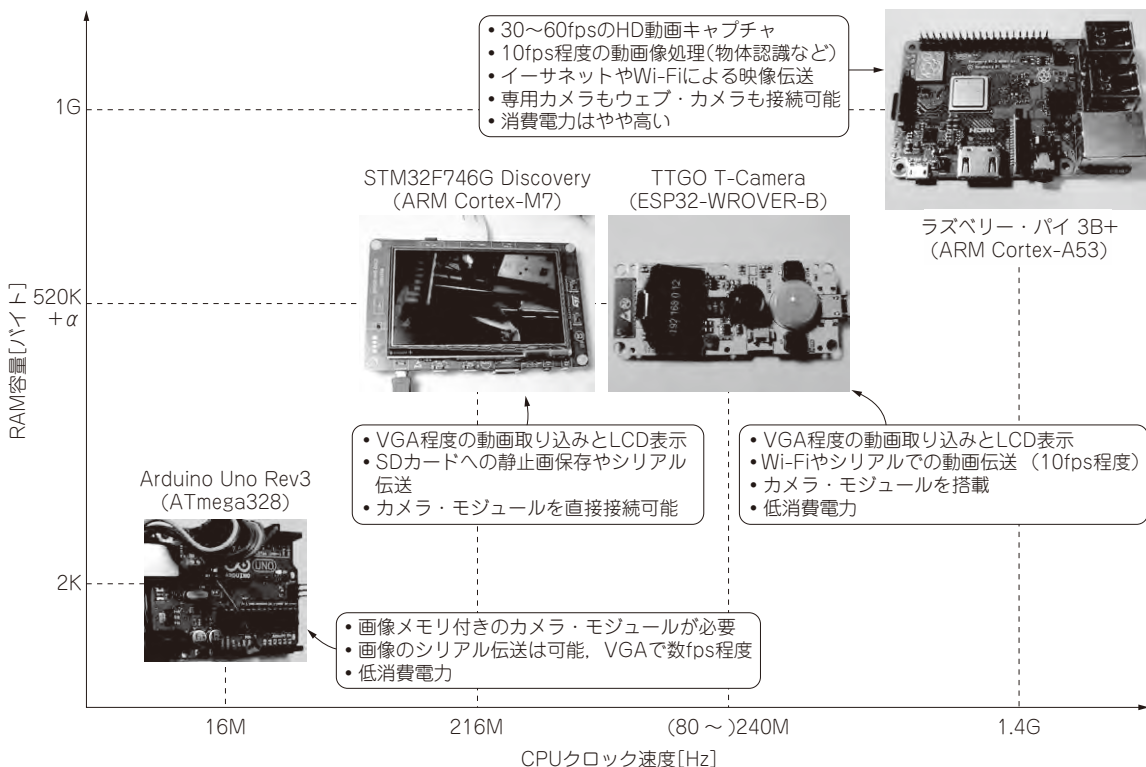 • 30～60fpsのHD動画キャプチャ
• 10fps程度の動画像処理(物体認識など)
• イーサネットやWi-Fiによる映像伝送
• 専用カメラもウェブ・カメラも接続可能
• 消費電力はやや高い
1G
STM32F746G Discovery
(ARM Cortex-M7)
TTGO T-Camera
(ESP32-WROVER-B)
ラズベリー・パイ 3B+
(ARM Cortex-A53)
HDMI
192.168.0.12
520K
+α
RAM容量[バイト]
• VGA程度の動画取り込みとLCD表示
• SDカードへの静止画保存やシリアル
伝送
• カメラ・モジュールを直接接続可能
• VGA程度の動画取り込みとLCD表示
• Wi-Fiやシリアルでの動画伝送 (10fps程度)
• カメラ・モジュールを搭載
• 低消費電力
Arduino Uno Rev3
(ATmega328)
UNO
2K
• 画像メモリ付きのカメラ・モジュールが必要
• 画像のシリアル伝送は可能，VGAで数fps程度
• 低消費電力
16M
216M
(80 ～ )240M
1.4G
CPUクロック速度[Hz]